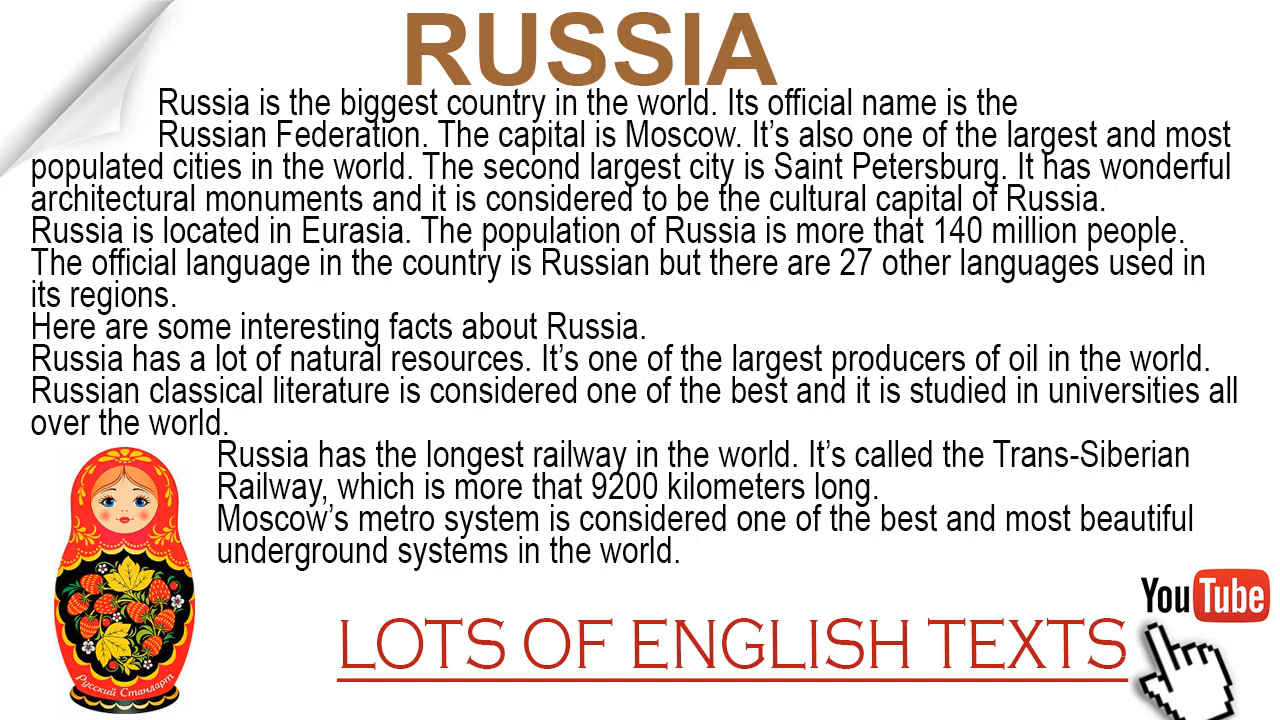 RUSSIA
Russia is the biggest country in the world. Its official name is the
Russian Federation. The capital is Moscow. It’s also one of the largest and most
populated cities in the world. The second largest city is Saint Petersburg. It has wonderful
architectural monuments and it is considered to be the cultural capital of Russia.
Russia is located in Eurasia. The population of Russia is more that 140 million people.
The official language in the country is Russian but there are 27 other languages used in
its regions.
Here are some interesting facts about Russia.
Russia has a lot of natural resources. It’s one of the largest producers of oil in the world.
Russian classical literature is considered one of the best and it is studied in universities all
over the world.
Russia has the longest railway in the world. It’s called the Trans-Siberian
Railway, which is more that 9200 kilometers long.
Moscow’s metro system is considered one of the best and most beautiful
underground systems in the world.
Русский Стандарт
YouTube
LOTS OF ENGLISH TEXTS